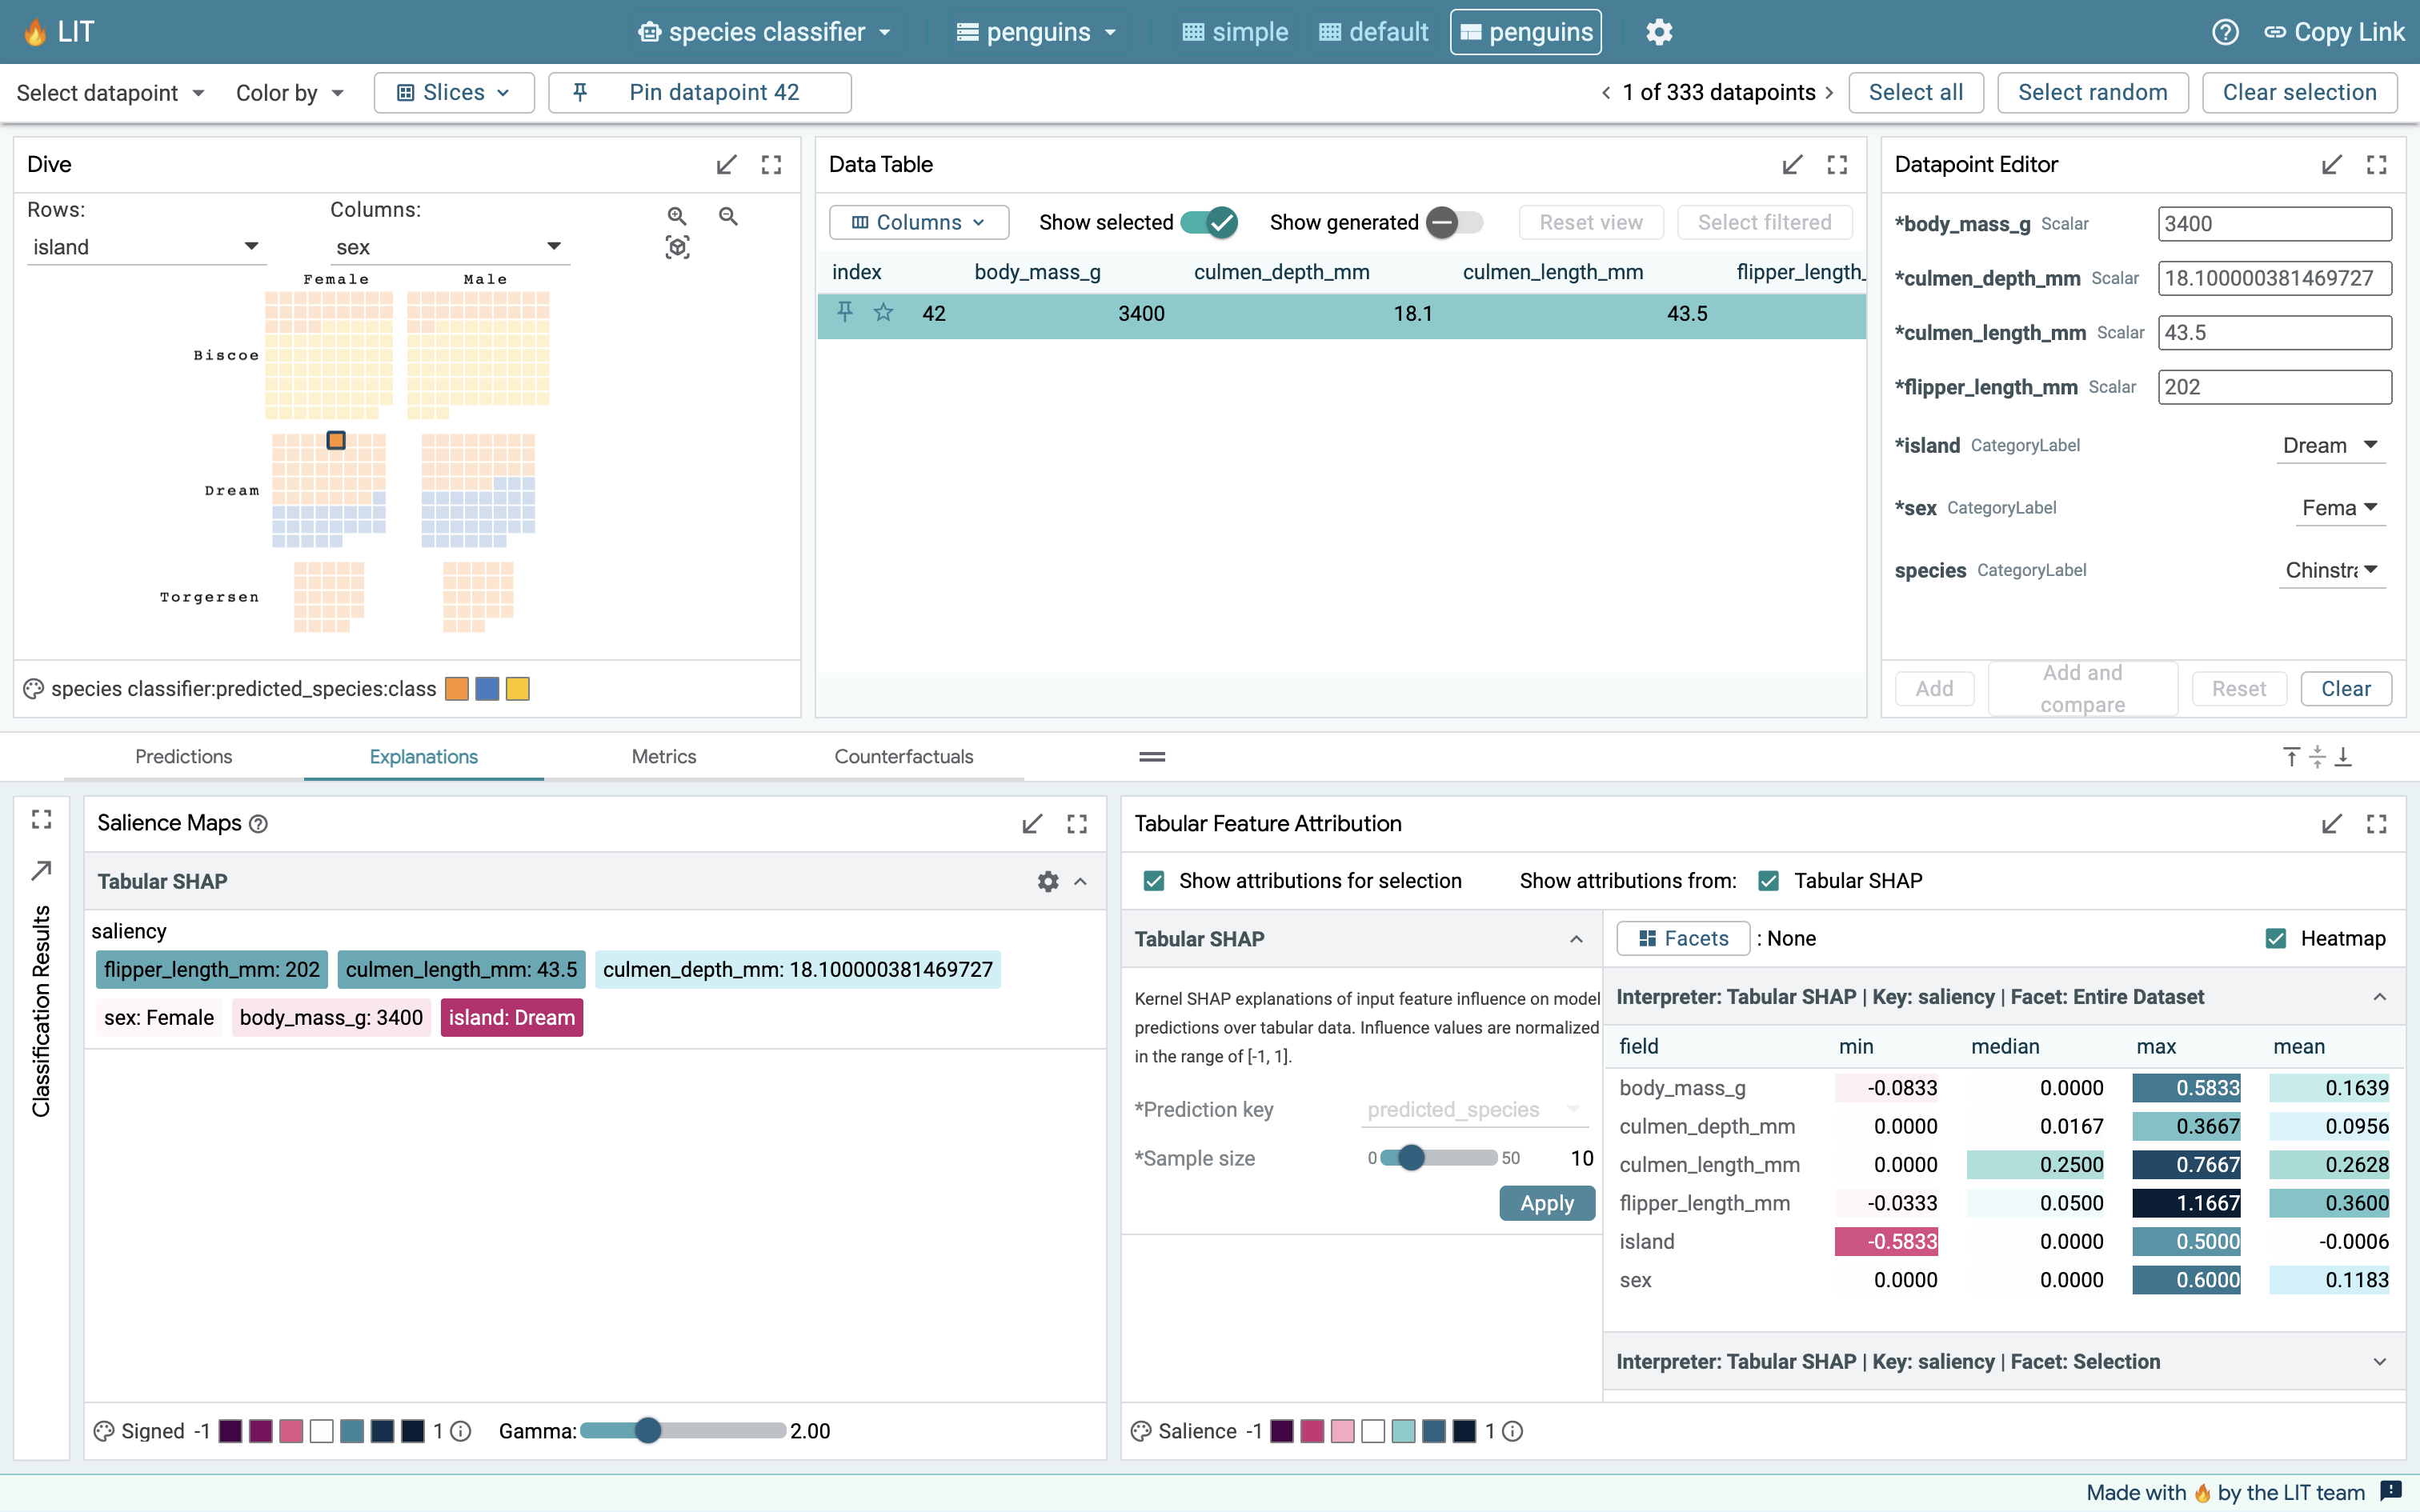 LIT
species classifier
penguins
simple
default
penguins
Copy Link
Select datapoint
Color by
Slices
Pin datapoint 42
1 of 333 datapoints
Select all
Select random
Clear selection
Dive
Rows:
Columns:
island
sex
Female
Male
Biscoe
Dream
Torgersen
species classifier:predicted_species:class
Data Table
Columns
Show selected
Show generated
Reset view
Select filtered
index body_mass_g culmen_depth_mm culmen_length_mm flipper_length_
42 3400 18.1 43.5
Datapoint Editor
*body_mass_g Scalar 3400
*culmen_depth_mm Scalar 18.100000381469727
*culmen_length_mm Scalar 43.5
*flipper_length_mm Scalar 202
*island CategoryLabel Dream
*sex CategoryLabel Fema
species CategoryLabel Chinstra
Add
Add and
compare
Reset
Clear
Predictions
Explanations
Metrics
Counterfactuals
Classification Results
Salience Maps
Tabular SHAP
saliency
flipper_length_mm: 202 culmen_length_mm: 43.5 culmen_depth_mm: 18.100000381469727
sex: Female body_mass_g: 3400 island: Dream
Signed -1 1
Gamma: 2.00
Tabular Feature Attribution
Show attributions for selection
Show attributions from:
Tabular SHAP
Tabular SHAP
Kernel SHAP explanations of input feature influence on model
predictions over tabular data. Influence values are normalized
in the range of [-1, 1].
*Prediction key predicted_species
*Sample size 0 50 10
Apply
Facets : None
Heatmap
Interpreter: Tabular SHAP | Key: saliency | Facet: Entire Dataset
field min median max mean
body_mass_g -0.0833 0.0000 0.5833 0.1639
culmen_depth_mm 0.0000 0.0167 0.3667 0.0956
culmen_length_mm 0.0000 0.2500 0.7667 0.2628
flipper_length_mm -0.0333 0.0500 1.1667 0.3600
island -0.5833 0.0000 0.5000 -0.0006
sex 0.0000 0.0000 0.6000 0.1183
Interpreter: Tabular SHAP | Key: saliency | Facet: Selection
Salience -1 1
Made with 🔥 by the LIT team